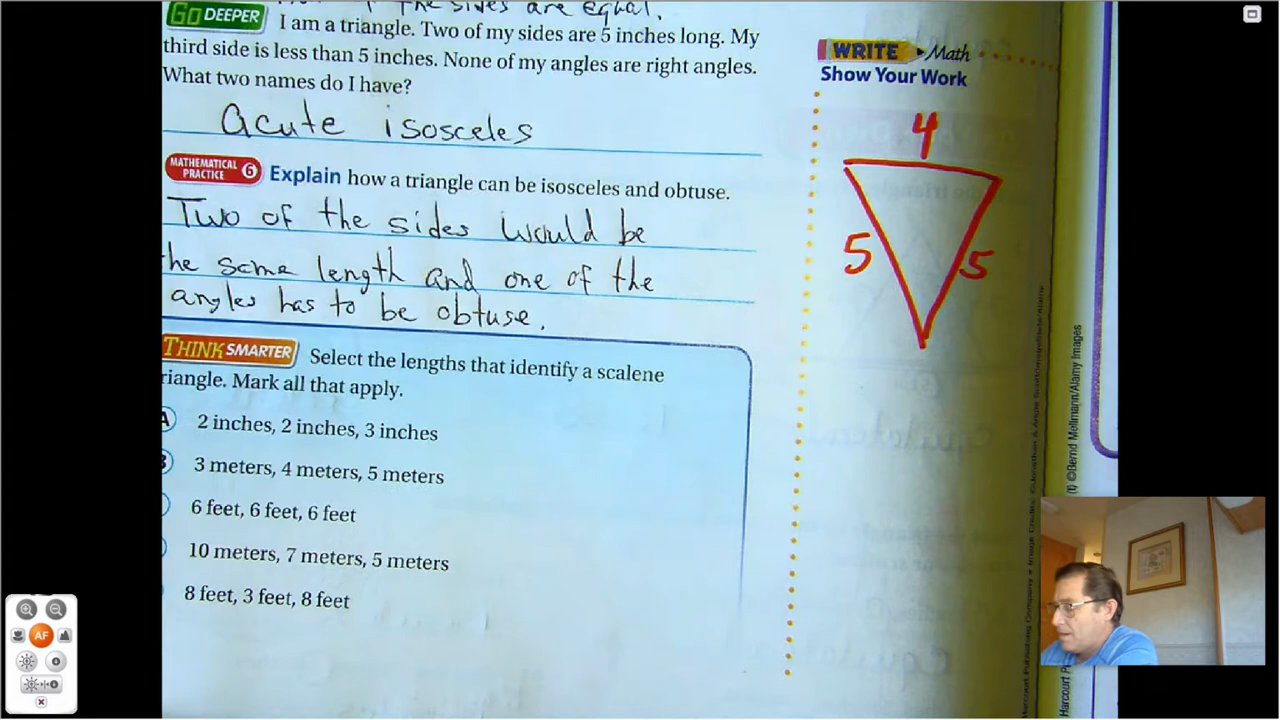 the sides are equal.
GO DEEPER I am a triangle. Two of my sides are 5 inches long. My
third side is less than 5 inches. None of my angles are right angles.
What two names do I have?
acute isosceles
MATHEMATICAL PRACTICE 6 Explain how a triangle can be isosceles and obtuse.
Two of the sides would be
the same length and one of the
angles has to be obtuse.
THINK SMARTER Select the lengths that identify a scalene
riangle. Mark all that apply.
A 2 inches, 2 inches, 3 inches
B 3 meters, 4 meters, 5 meters
6 feet, 6 feet, 6 feet
10 meters, 7 meters, 5 meters
8 feet, 3 feet, 8 feet
WRITE Math
Show Your Work
4
5 5
(t) ©Bernd Mellmann/Alamy Images
AF